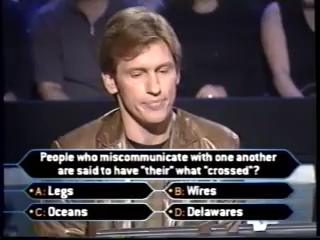 People who miscommunicate with one another
are said to have "their" what "crossed"?
A: Legs
B: Wires
C: Oceans
D: Delawares